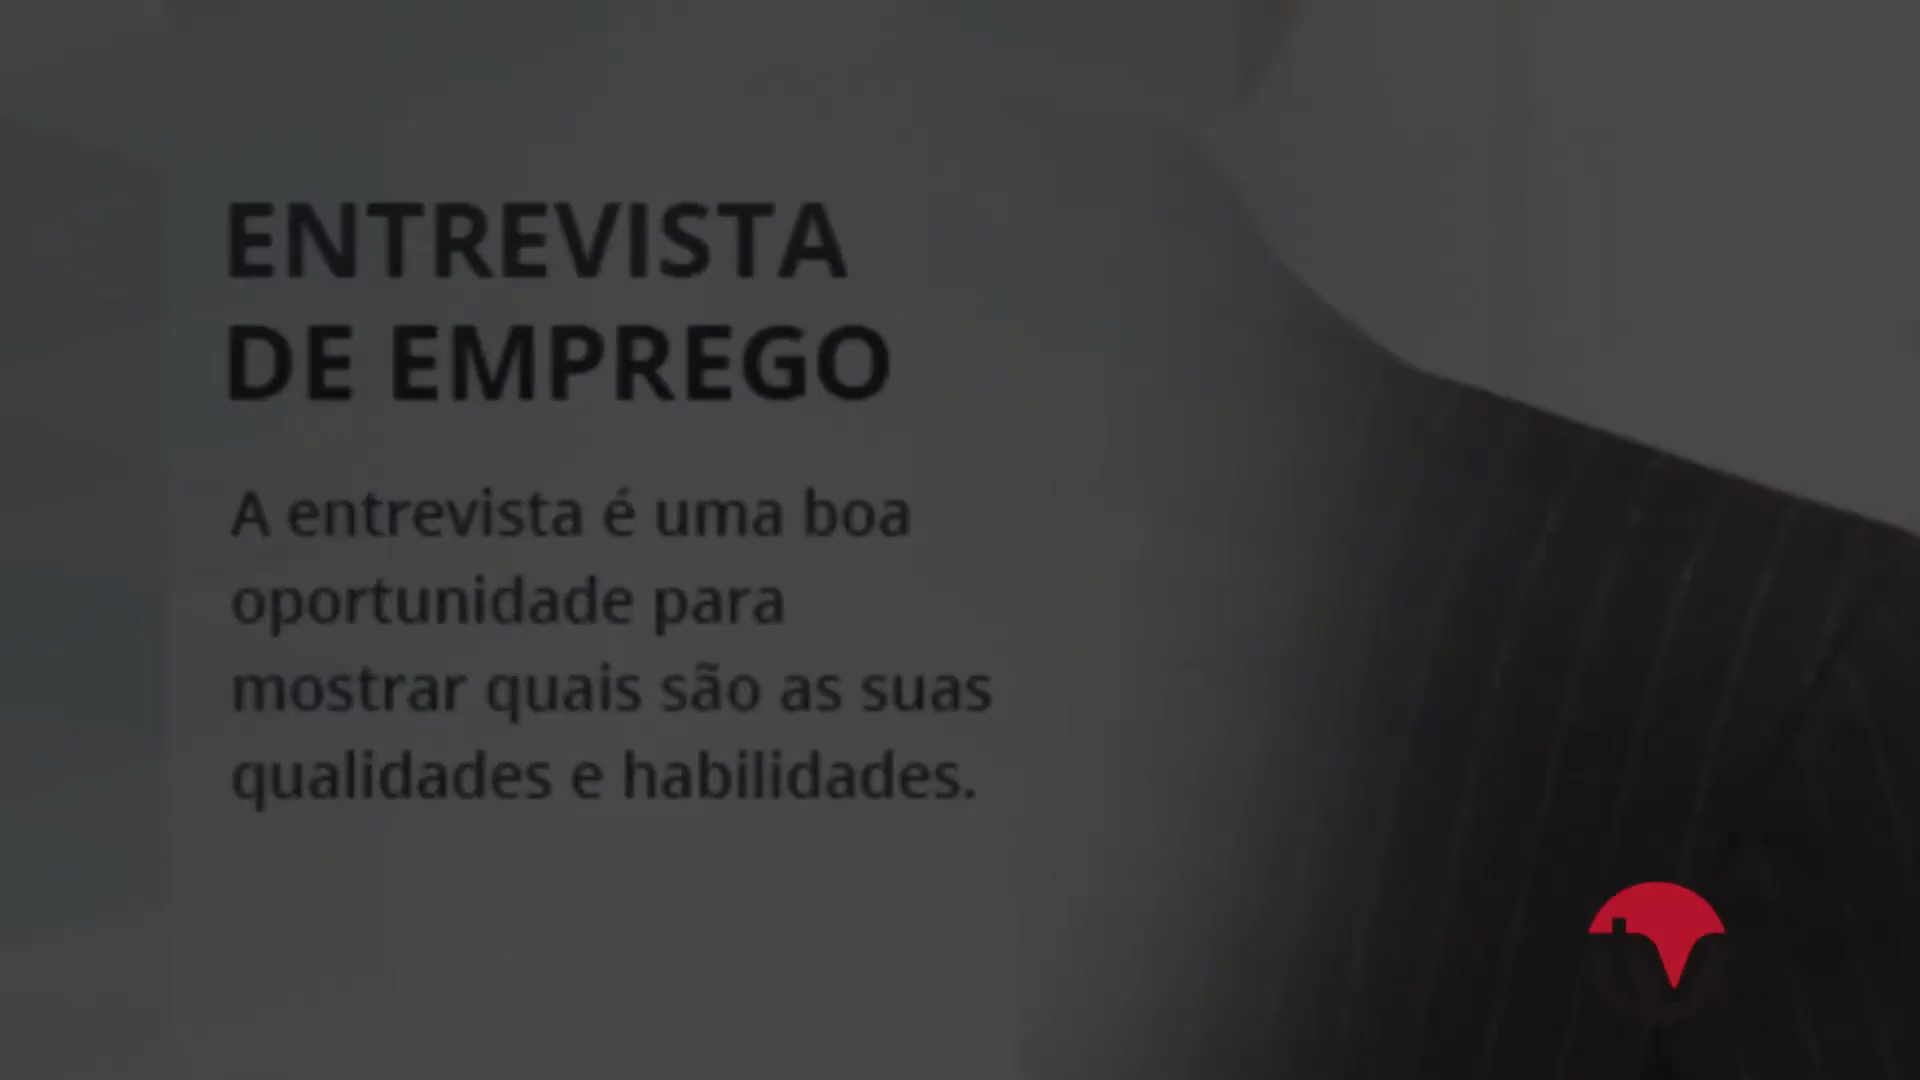 ENTREVISTA
DE EMPREGO
A entrevista é uma boa
oportunidade para
mostrar quais são as suas
qualidades e habilidades.